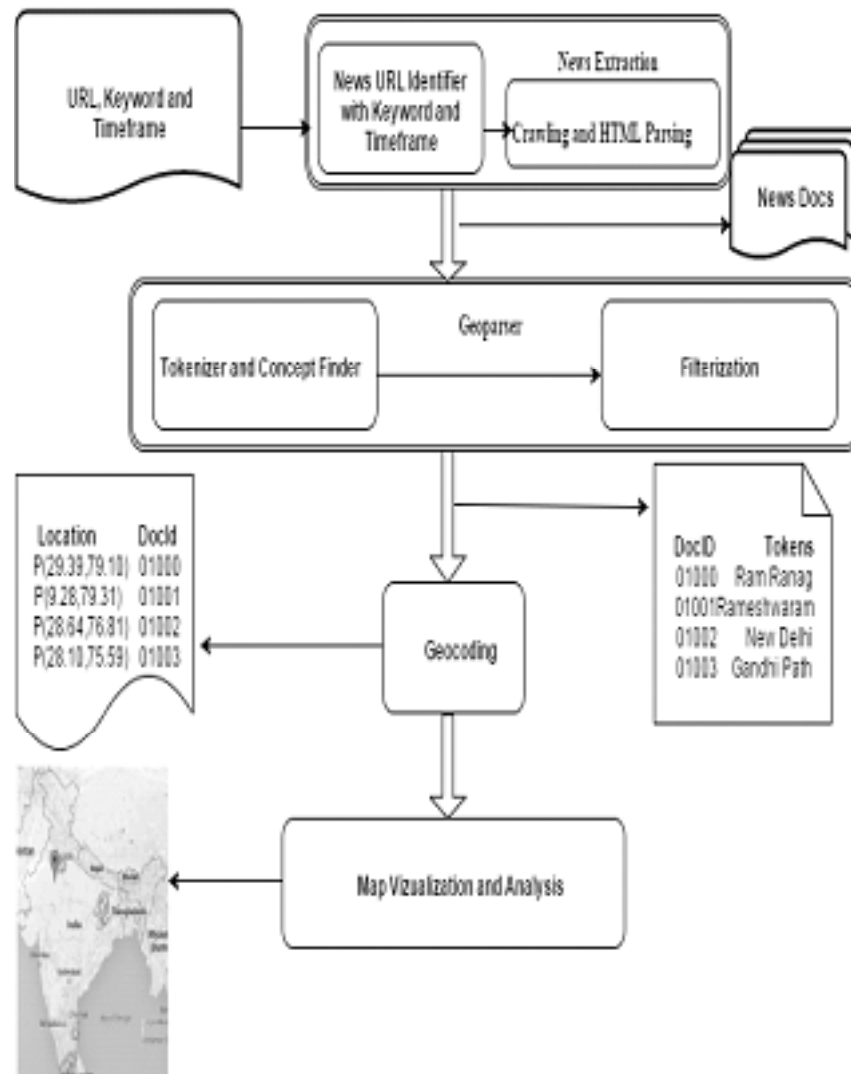 URL, Keyword and
Timeframe
News Extraction
News URL Identifier
with Keyword and
Timeframe
Crawling and HTML Parsing
News Docs
Geoparser
Tokenizer and Concept Finder
Filterization
Location DocId
P(29.39,79.10) 01000
P(9.28,79.31) 01001
P(28.64,76.81) 01002
P(28.10,75.59) 01003
DocID Tokens
01000 Ram Ranag
01001Rameshwaram
01002 New Delhi
01003 Gandhi Path
Geocoding
Map Vizualization and Analysis
Nepal
Bangladesh
India